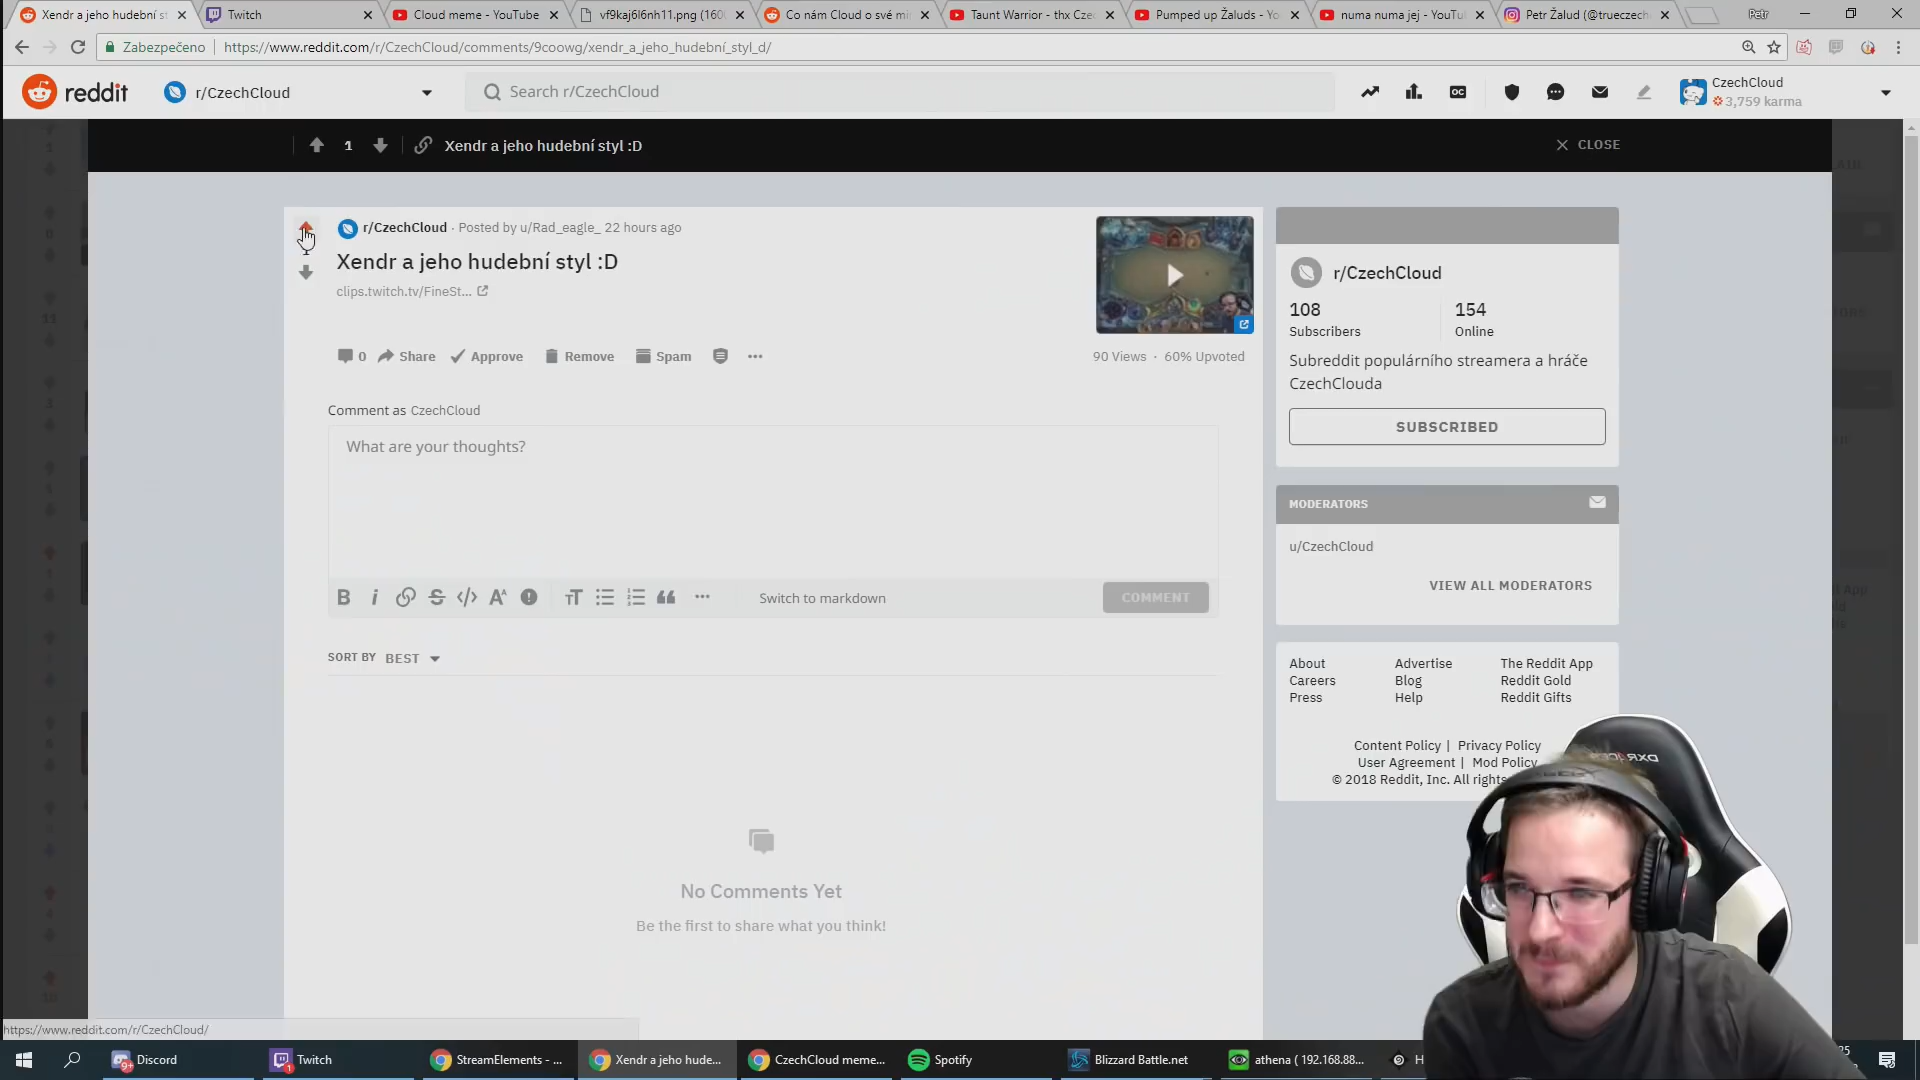 Xendr a jeho hudební st
Twitch
Cloud meme - YouTube
vf9kaj6l6nh11.png (160
Co nám Cloud o své mi
Taunt Warrior - thx Cze
Pumped up Žaluds - Yo
numa numa jej - YouTu
Petr Žalud (@trueczech
Petr
Zabezpečeno
https://www.reddit.com/r/CzechCloud/comments/9coowg/xendr_a_jeho_hudební_styl_d/
reddit
r/CzechCloud
Search r/CzechCloud
OC
CzechCloud
3,759 karma
1
Xendr a jeho hudební styl :D
CLOSE
r/CzechCloud · Posted by u/Rad_eagle_ 22 hours ago
Xendr a jeho hudební styl :D
clips.twitch.tv/FineSt...
0
Share
Approve
Remove
Spam
90 Views · 60% Upvoted
Comment as CzechCloud
What are your thoughts?
Switch to markdown
COMMENT
SORT BY BEST
No Comments Yet
Be the first to share what you think!
r/CzechCloud
108
Subscribers
154
Online
Subreddit populárního streamera a hráče
CzechClouda
SUBSCRIBED
MODERATORS
u/CzechCloud
VIEW ALL MODERATORS
About
Careers
Press
Advertise
Blog
Help
The Reddit App
Reddit Gold
Reddit Gifts
Content Policy | Privacy Policy
User Agreement | Mod Policy
© 2018 Reddit, Inc. All rights
DXRACER
https://www.reddit.com/r/CzechCloud/
Discord
Twitch
StreamElements - ...
Xendr a jeho hude...
CzechCloud meme...
Spotify
Blizzard Battle.net
athena ( 192.168.88...
H
25